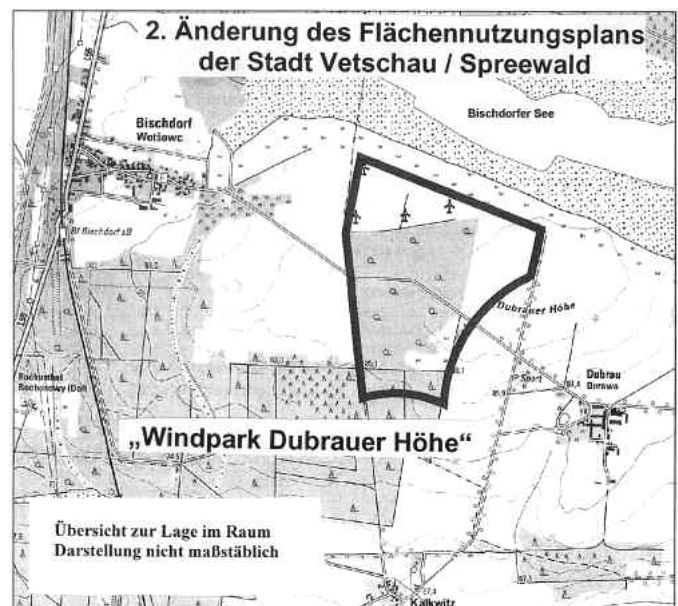 2. Änderung des Flächennutzungsplans
der Stadt Vetschau / Spreewald
Bischdorfer See
Bischdorf
Wotšowc
Bf Bischdorf
Dubrauer Höhe
Dubrau
Sport
„Windpark Dubrauer Höhe“
Übersicht zur Lage im Raum
Darstellung nicht maßstäblich
Kalkwitz